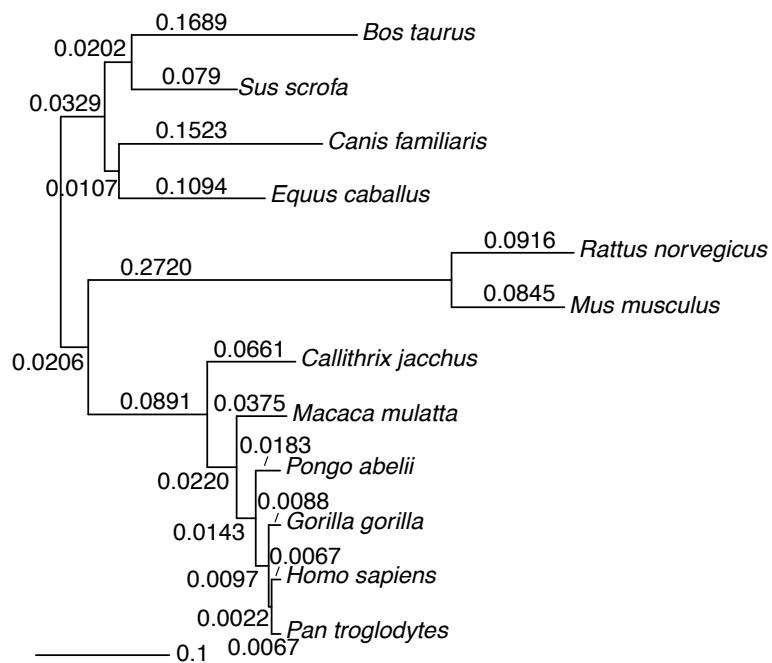 0.1689 Bos taurus
0.0202
0.079 Sus scrofa
0.0329
0.1523 Canis familiaris
0.0107 0.1094 Equus caballus
0.0916 Rattus norvegicus
0.2720
0.0845 Mus musculus
0.0206 0.0661 Callithrix jacchus
0.0891 0.0375 Macaca mulatta
0.0183
0.0220 Pongo abelii
0.0088
0.0143 Gorilla gorilla
0.0067
0.0097 Homo sapiens
0.0022 Pan troglodytes
0.0067
0.1